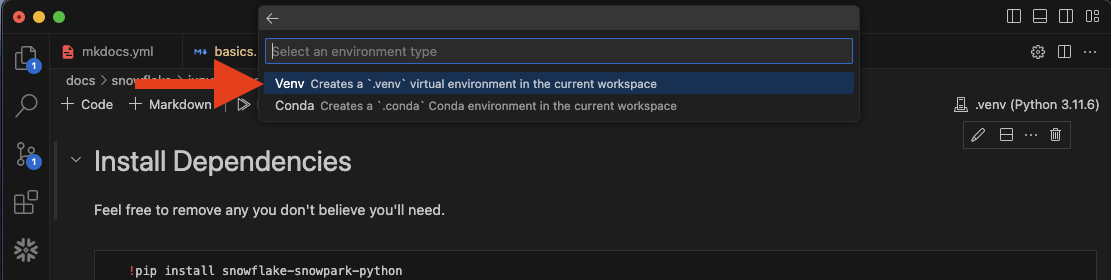 Select an environment type
mkdocs.yml
basics.
Venv Creates a `.venv` virtual environment in the current workspace
Conda Creates a `.conda` Conda environment in the current workspace
docs > snowflake >
+ Code + Markdown
.venv (Python 3.11.6)
1
1
Install Dependencies
Feel free to remove any you don't believe you'll need.
!pip install snowflake-snowpark-python